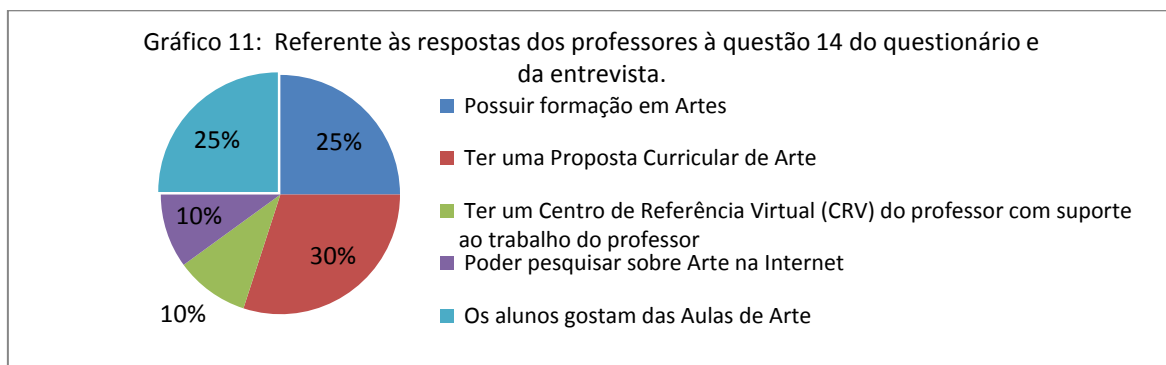 Gráfico 11: Referente às respostas dos professores à questão 14 do questionário e
da entrevista.
25%
25%
10%
30%
10%
Possuir formação em Artes
Ter uma Proposta Curricular de Arte
Ter um Centro de Referência Virtual (CRV) do professor com suporte
ao trabalho do professor
Poder pesquisar sobre Arte na Internet
Os alunos gostam das Aulas de Arte